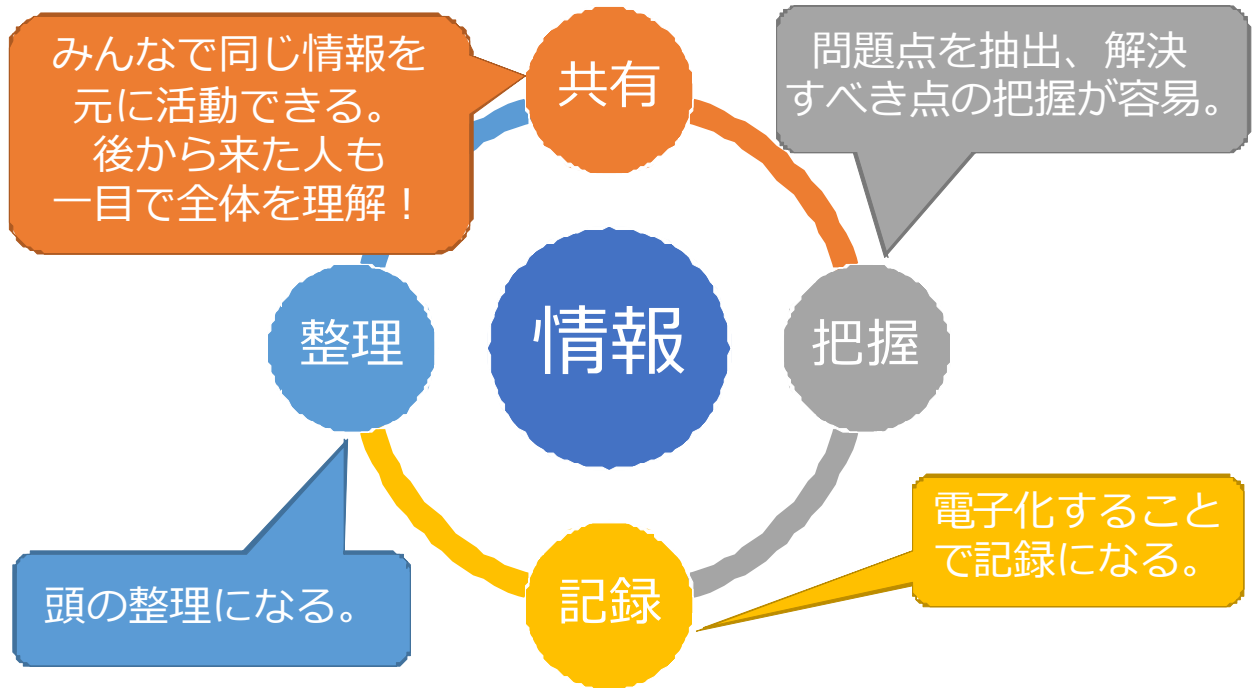 みんなで同じ情報を
元に活動できる。
後から来た人も
一目で全体を理解！
共有
問題点を抽出、解決
すべき点の把握が容易。
整理
情報
把握
頭の整理になる。
記録
電子化すること
で記録になる。